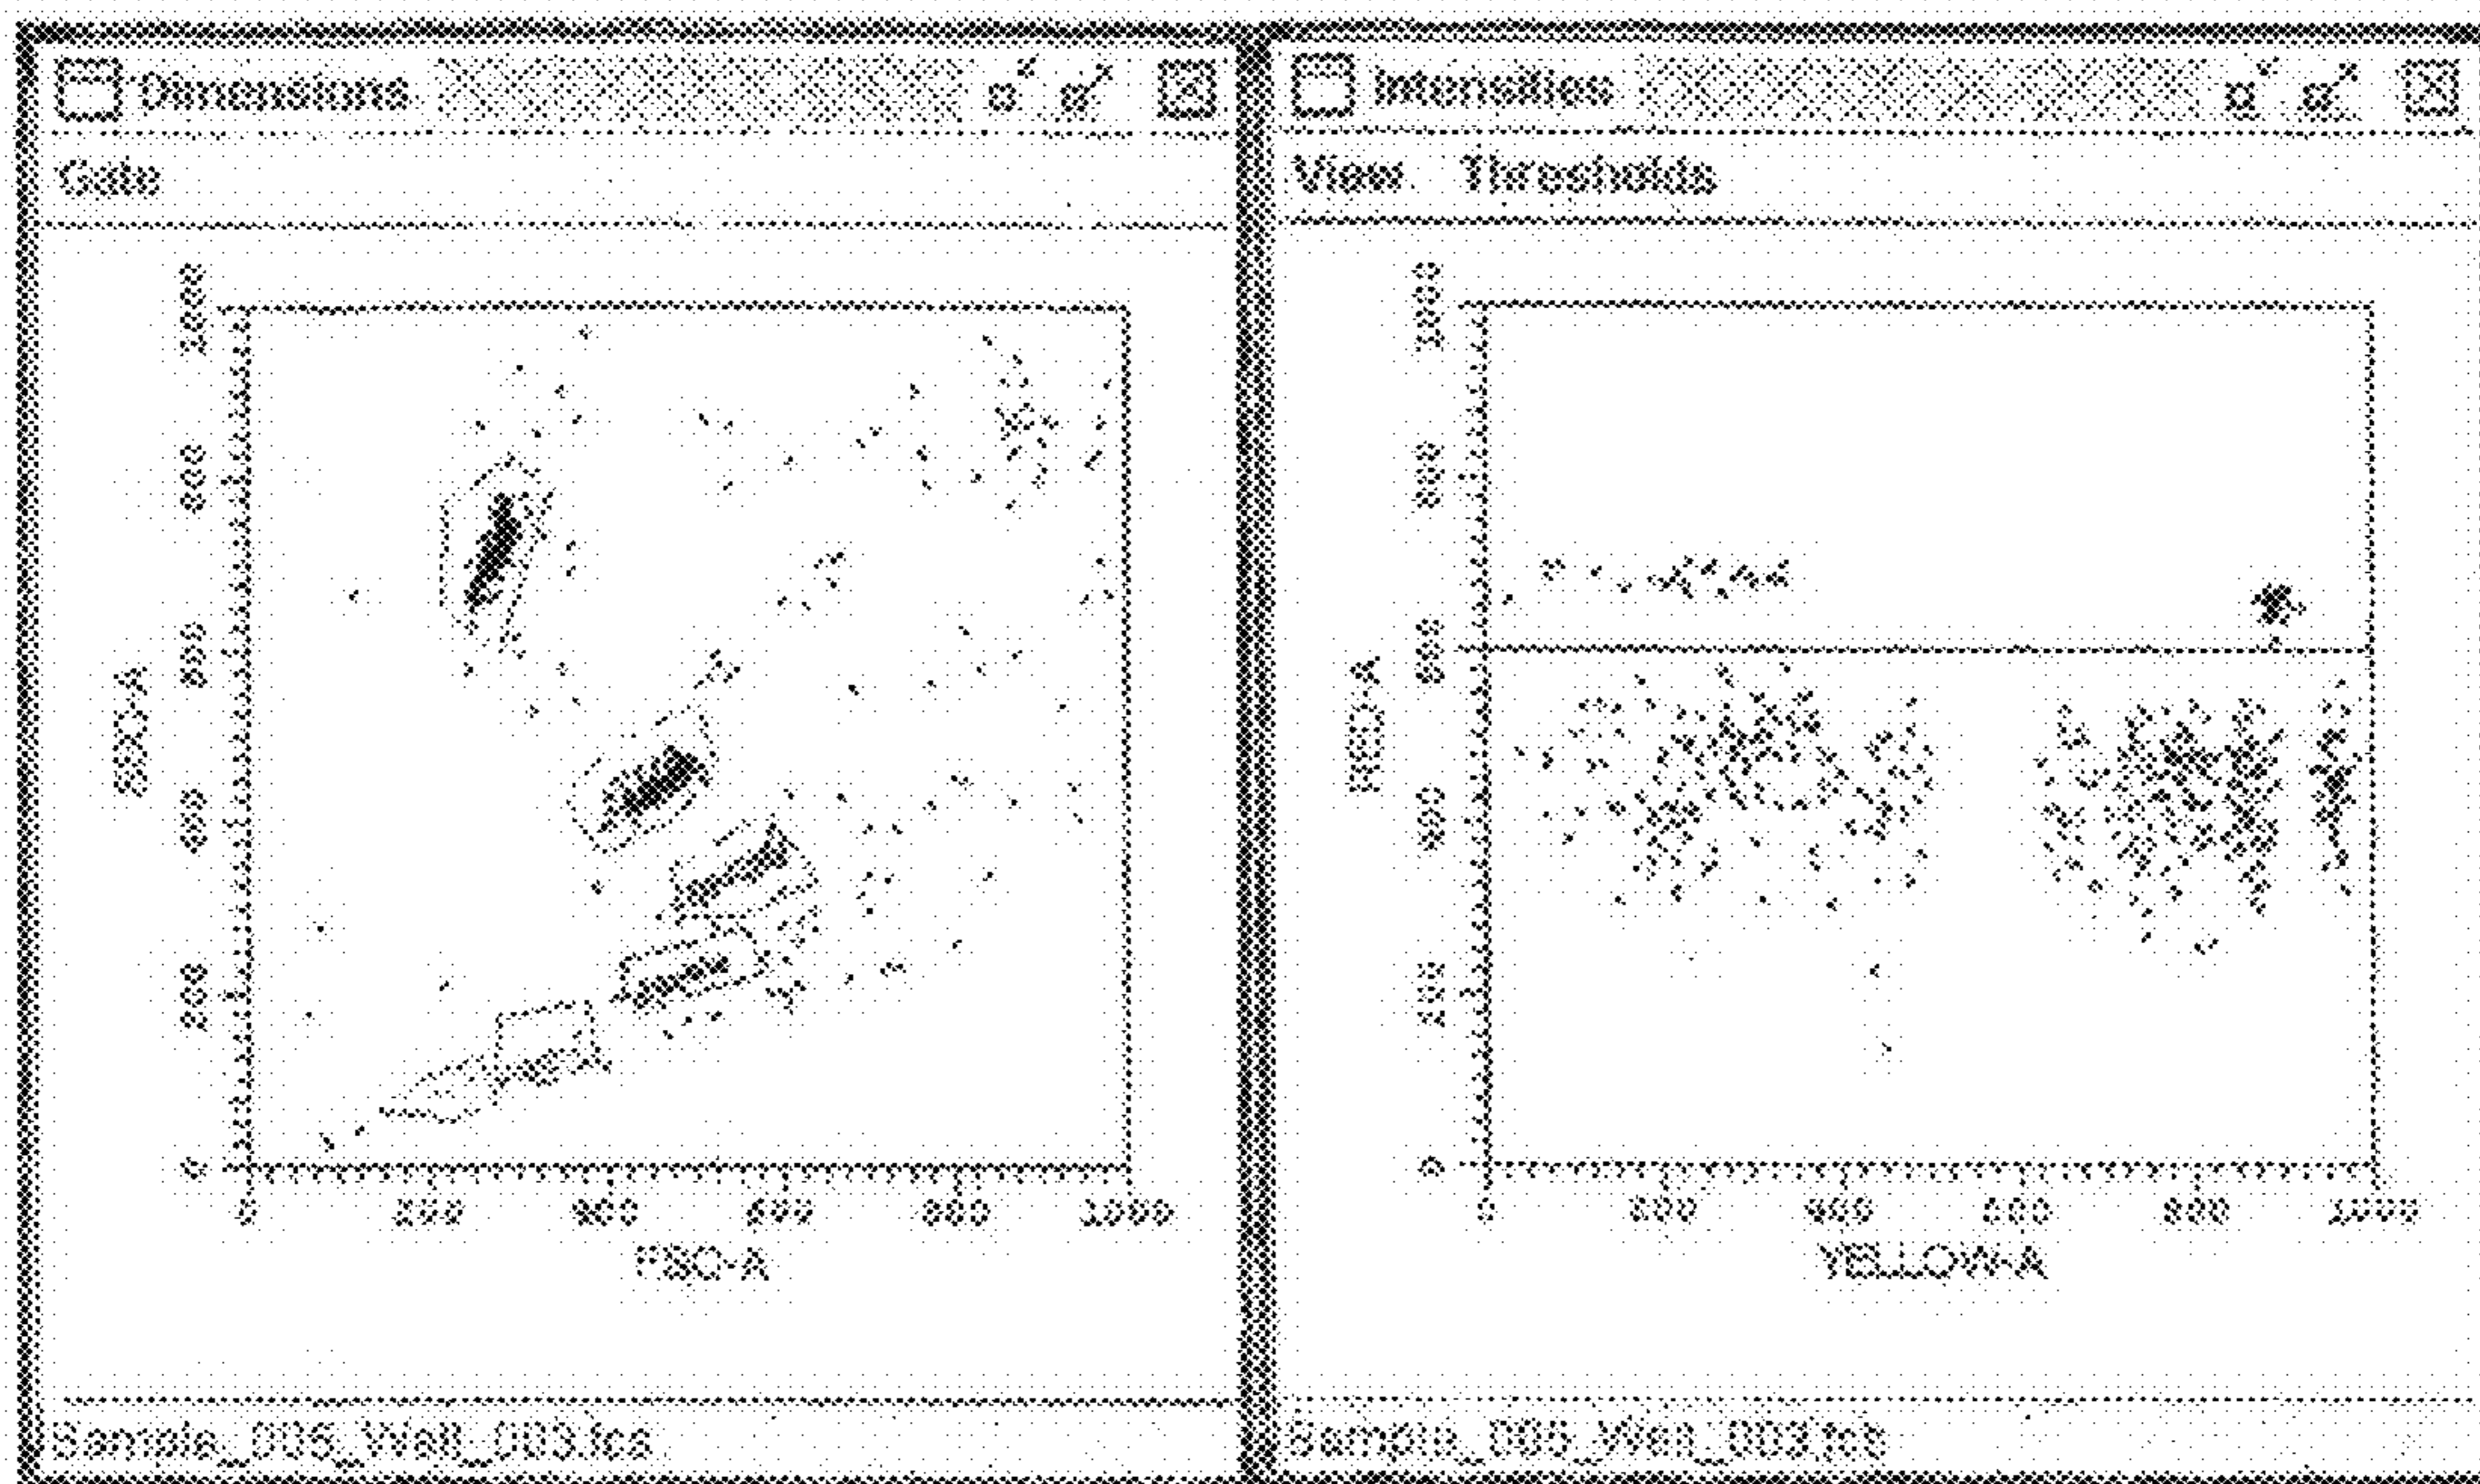 Dimensions
Gate
1000
800
600
400
200
0
SSC-A
0 200 400 600 800 1000
FSC-A
Sample_005_Well_003.fcs
Intensities
View Thresholds
1000
800
600
400
200
0
RED-A
0 200 400 600 800 1000
YELLOW-A
Sample_005_Well_003.fcs